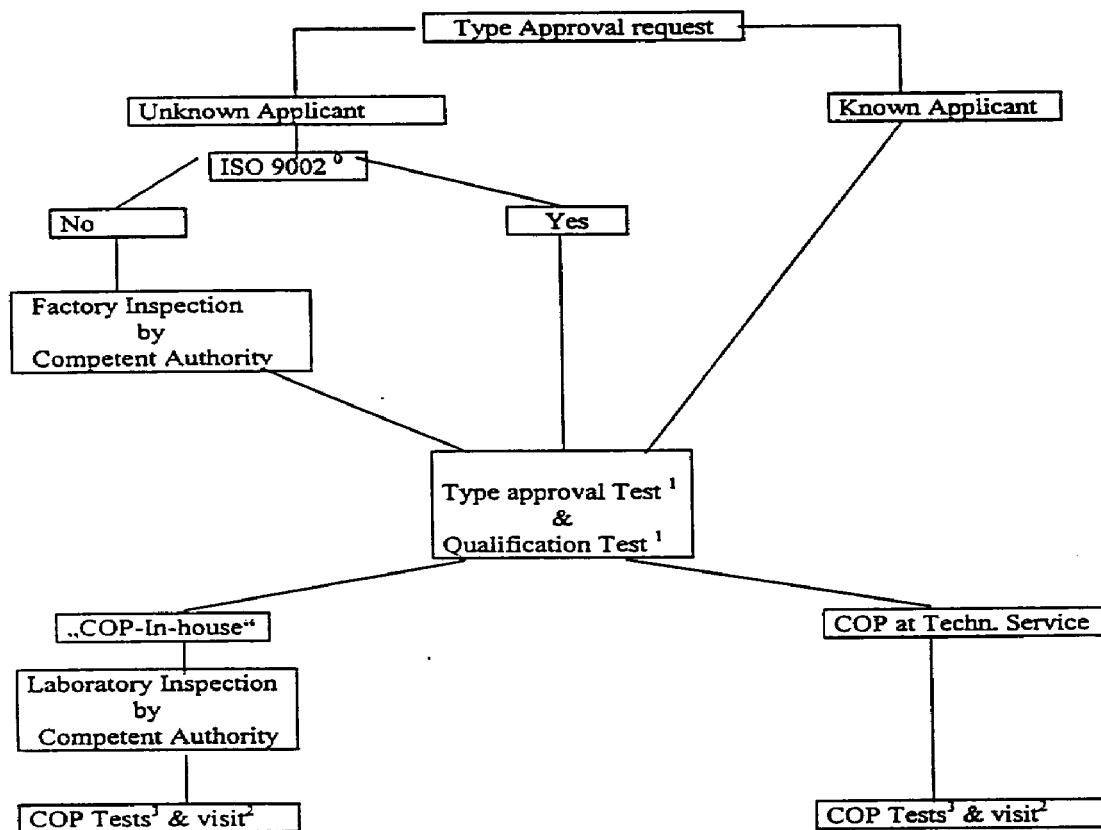 Type Approval request
Unknown Applicant
Known Applicant
ISO 9002 ⁰
No
Yes
Factory Inspection
by
Competent Authority
Type approval Test ¹
&
Qualification Test ¹
„COP-In-house“
COP at Techn. Service
Laboratory Inspection
by
Competent Authority
COP Tests³ & visit²
COP Tests³ & visit²